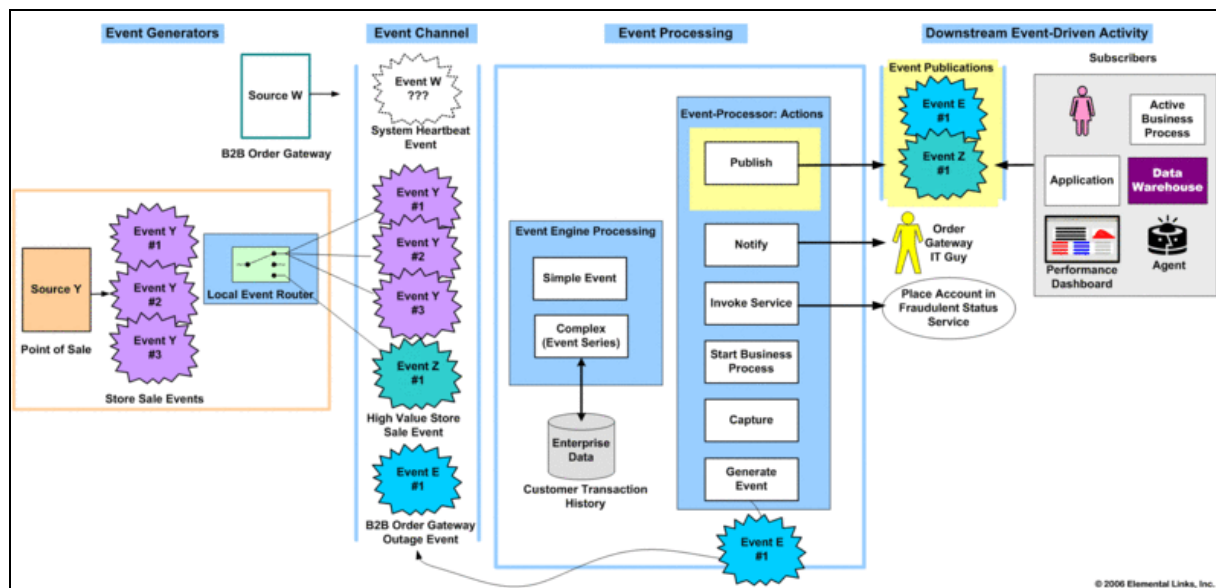 Event Generators
Event Channel
Event Processing
Downstream Event-Driven Activity
Source W
B2B Order Gateway
Event W
???
System Heartbeat
Event
Source Y
Point of Sale
Event Y
#1
Event Y
#2
Event Y
#3
Store Sale Events
Local Event Router
Event Y
#1
Event Y
#2
Event Y
#3
Event Z
#1
High Value Store
Sale Event
Event E
#1
B2B Order Gateway
Outage Event
Event Engine Processing
Simple Event
Complex
(Event Series)
Enterprise
Data
Customer Transaction
History
Event-Processor: Actions
Publish
Notify
Invoke Service
Start Business
Process
Capture
Generate
Event
Event E
#1
Event Publications
Event E
#1
Event Z
#1
Order
Gateway
IT Guy
Place Account in
Fraudulent Status
Service
Subscribers
Active
Business
Process
Application
Data
Warehouse
Performance
Dashboard
Agent
© 2006 Elemental Links, Inc.